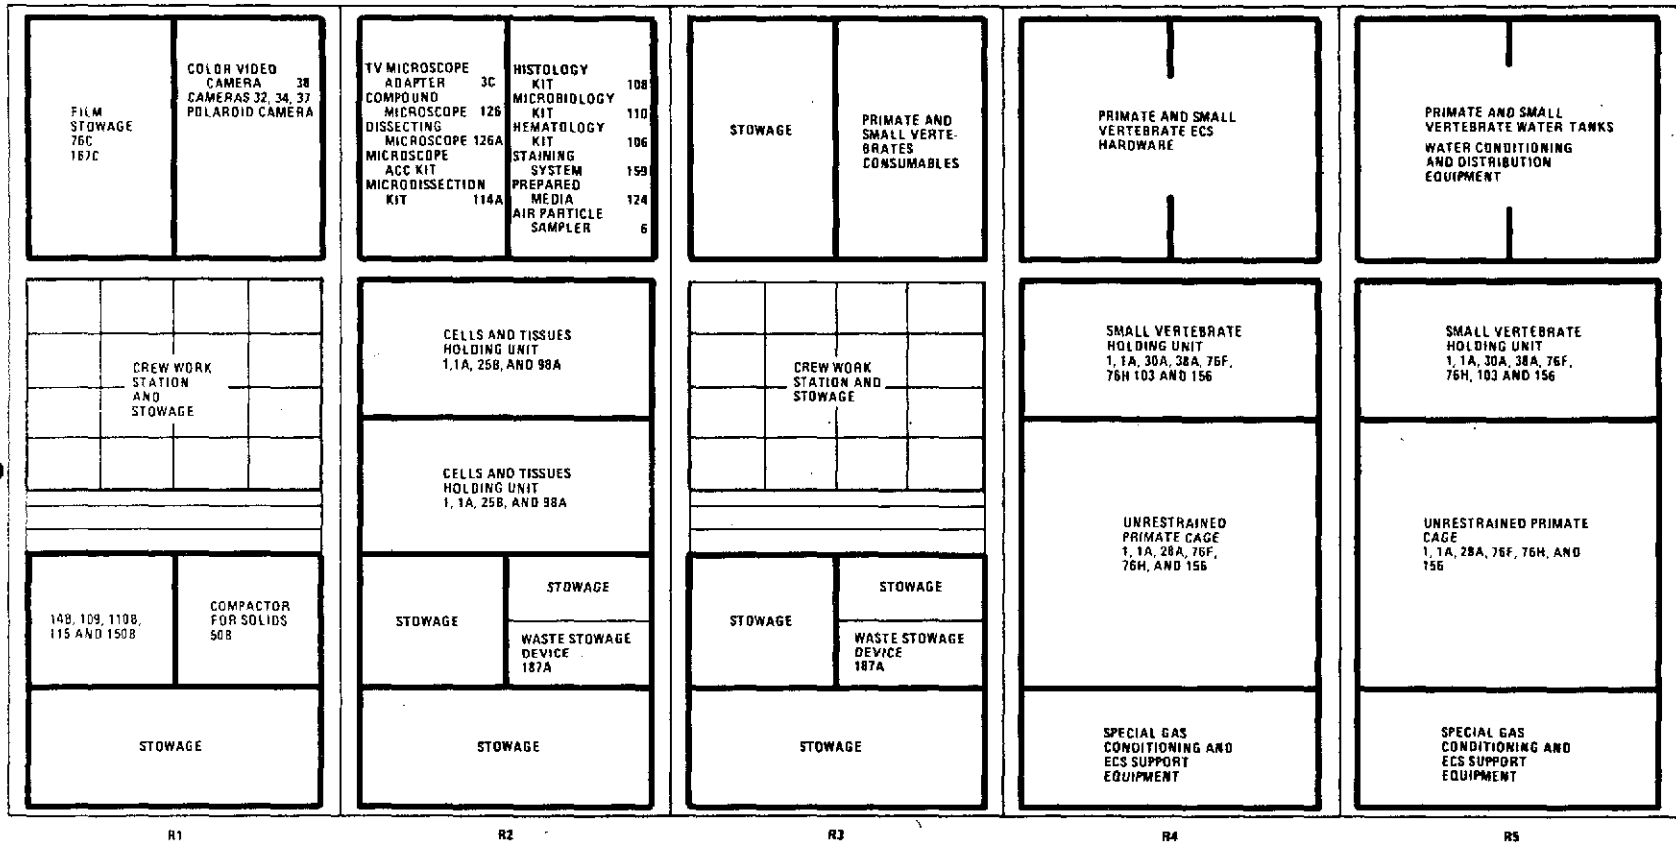 FILM
STOWAGE
76C
167C
COLOR VIDEO
CAMERA 38
CAMERAS 32, 34, 37
POLAROID CAMERA
CREW WORK
STATION
AND
STOWAGE
14B, 109, 110B,
115 AND 150B
COMPACTOR
FOR SOLIDS
50B
STOWAGE
R1
TV MICROSCOPE
ADAPTER 3C
COMPOUND
MICROSCOPE 126
DISSECTING
MICROSCOPE 126A
MICROSCOPE
ACC KIT
MICRODISSECTION
KIT 114A
HISTOLOGY
KIT 108
MICROBIOLOGY
KIT 110
HEMATOLOGY
KIT 106
STAINING
SYSTEM 159
PREPARED
MEDIA 124
AIR PARTICLE
SAMPLER 6
CELLS AND TISSUES
HOLDING UNIT
1,1A, 25B, AND 98A
CELLS AND TISSUES
HOLDING UNIT
1, 1A, 25B, AND 98A
STOWAGE
STOWAGE
WASTE STOWAGE
DEVICE
187A
STOWAGE
R2
STOWAGE
PRIMATE AND
SMALL VERTE-
BRATES
CONSUMABLES
CREW WORK
STATION AND
STOWAGE
STOWAGE
STOWAGE
WASTE STOWAGE
DEVICE
187A
STOWAGE
R3
PRIMATE AND SMALL
VERTEBRATE ECS
HARDWARE
SMALL VERTEBRATE
HOLDING UNIT
1, 1A, 30A, 38A, 76F,
76H 103 AND 156
UNRESTRAINED
PRIMATE CAGE
1, 1A, 28A, 76F,
76H, AND 156
SPECIAL GAS
CONDITIONING AND
ECS SUPPORT
EQUIPMENT
R4
PRIMATE AND SMALL
VERTEBRATE WATER TANKS
WATER CONDITIONING
AND DISTRIBUTION
EQUIPMENT
SMALL VERTEBRATE
HOLDING UNIT
1, 1A, 30A, 38A, 76F,
76H, 103 AND 156
UNRESTRAINED PRIMATE
CAGE
1, 1A, 28A, 76F, 76H, AND
156
SPECIAL GAS
CONDITIONING AND
ECS SUPPORT
EQUIPMENT
R5